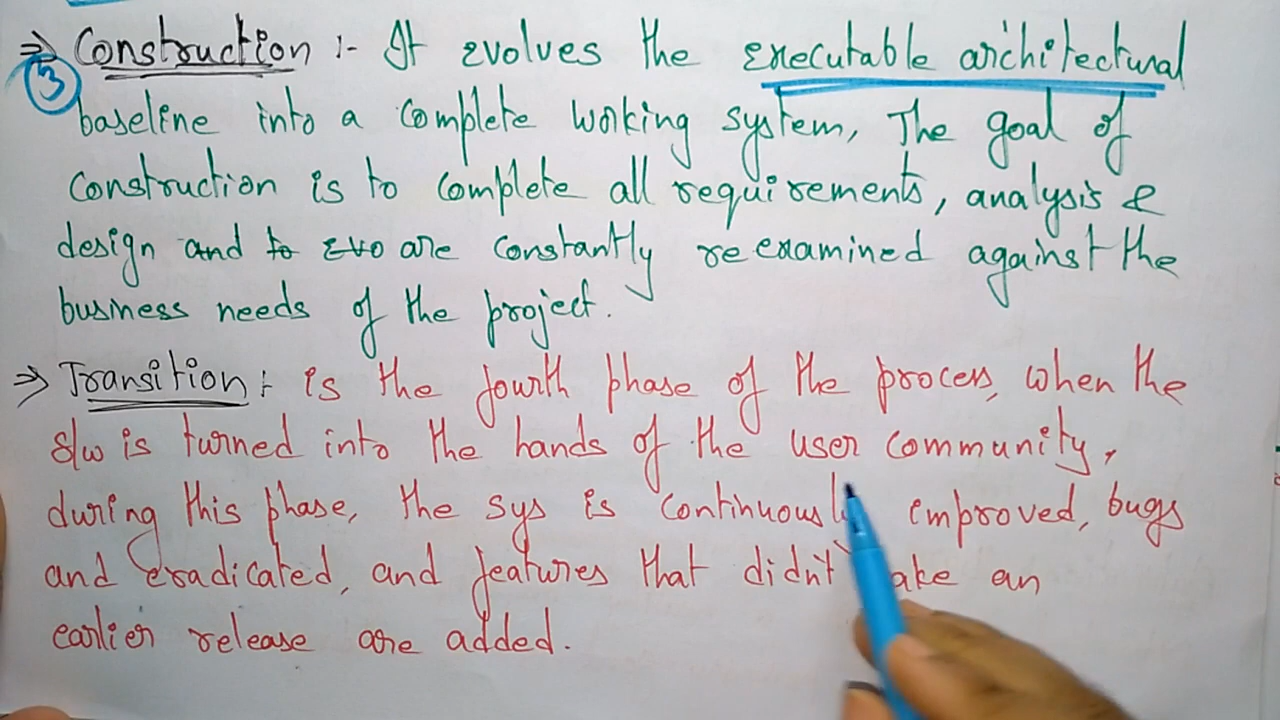 ⇒ Construction :- It evolves the executable architectural
3
baseline into a complete working system, The goal of
Construction is to complete all requirements, analysis &
design and to evo are constantly re examined against the
business needs of the project.
⇒ Transition : is the fourth phase of the process, when the
s/w is turned into the hands of the user community,
during this phase, the sys is continuously improved, bugs
and eradicated, and features that didn't ake an
earlier release are added.